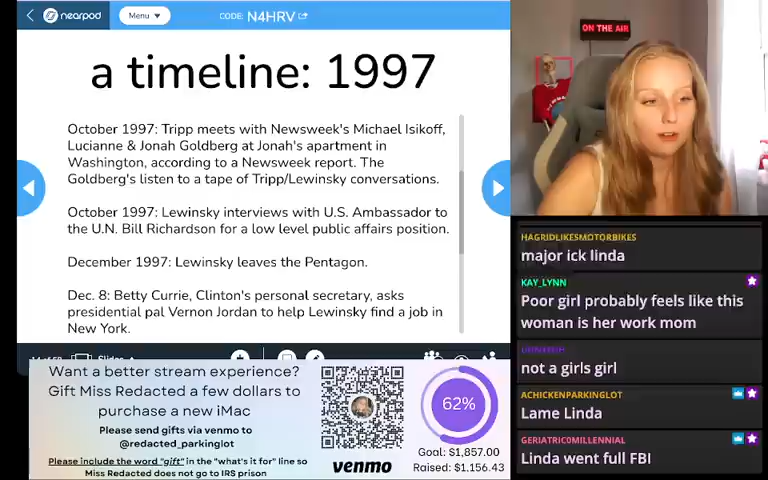 nearpod
Menu
CODE: N4HRV
ON THE AIR
a timeline: 1997
October 1997: Tripp meets with Newsweek's Michael Isikoff,
Lucianne & Jonah Goldberg at Jonah's apartment in
Washington, according to a Newsweek report. The
Goldberg's listen to a tape of Tripp/Lewinsky conversations.
October 1997: Lewinsky interviews with U.S. Ambassador to
the U.N. Bill Richardson for a low level public affairs position.
December 1997: Lewinsky leaves the Pentagon.
Dec. 8: Betty Currie, Clinton's personal secretary, asks
presidential pal Vernon Jordan to help Lewinsky find a job in
New York.
HAGRIDLIKESMOTORBIKES
major ick linda
KAY_LYNN
Poor girl probably feels like this
woman is her work mom
not a girls girl
ACHICKENPARKINGLOT
Lame Linda
GERIATRIC0MILLENNIAL
Linda went full FBI
Want a better stream experience?
Gift Miss Redacted a few dollars to
purchase a new iMac
Please send gifts via venmo to
@redacted_parkinglot
Please include the word "gift" in the "what's it for" line so
Miss Redacted does not go to IRS prison
venmo
62%
Goal: $1,857.00
Raised: $1,156.43